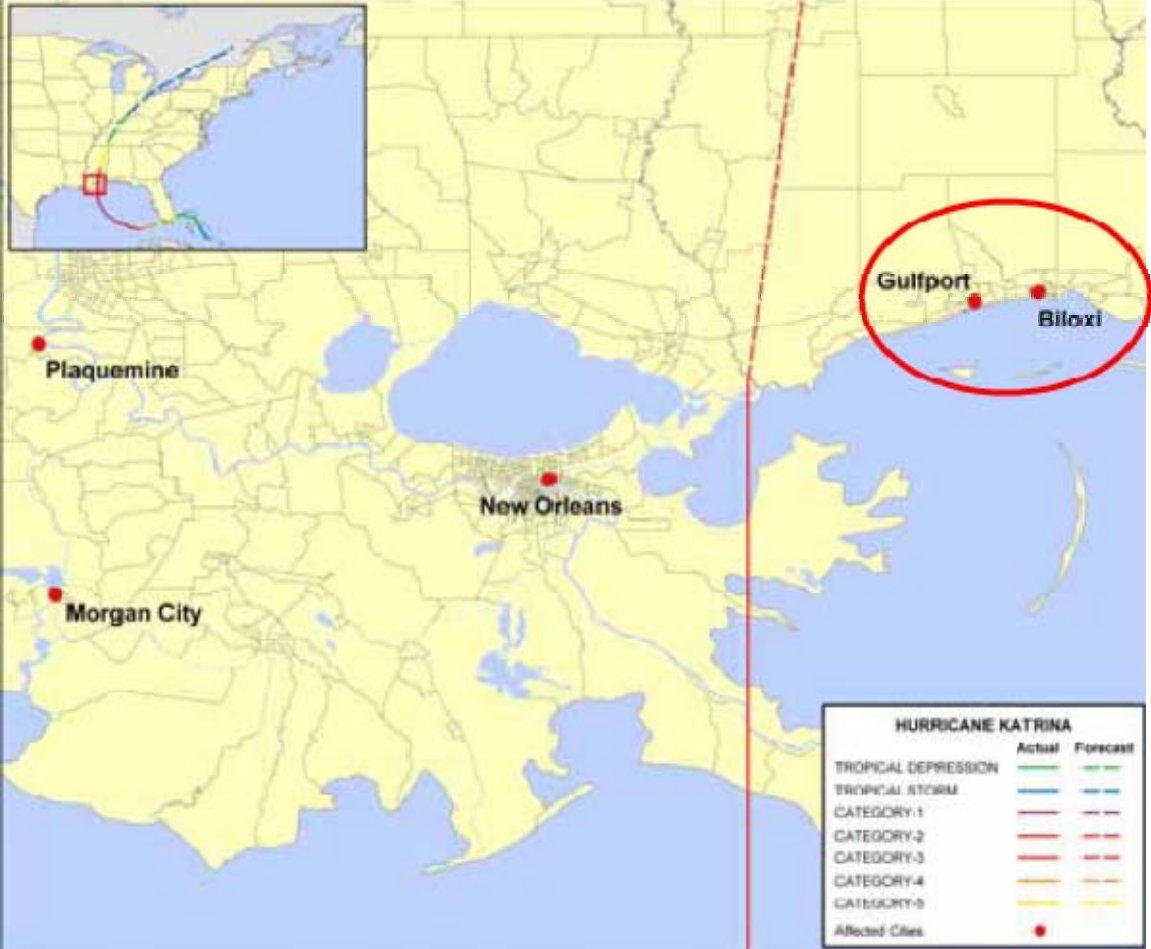 Gulfport
Biloxi
Plaquemine
New Orleans
Morgan City
HURRICANE KATRINA
Actual Forecast
TROPICAL DEPRESSION
TROPICAL STORM
CATEGORY-1
CATEGORY-2
CATEGORY-3
CATEGORY-4
CATEGORY-5
Affected Cities